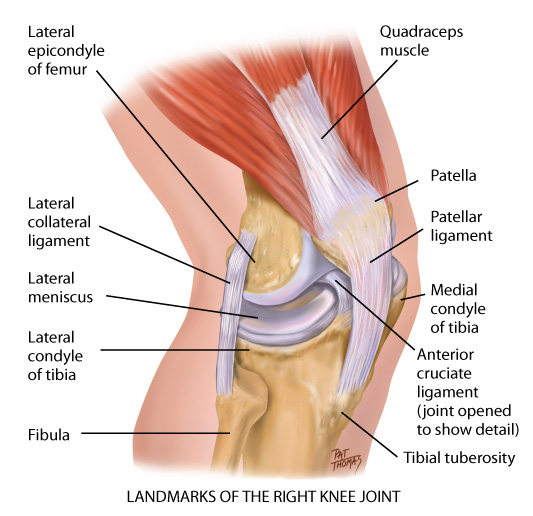 Lateral
epicondyle
of femur
Quadraceps
muscle
Patella
Lateral
collateral
ligament
Patellar
ligament
Lateral
meniscus
Medial
condyle
of tibia
Lateral
condyle
of tibia
Anterior
cruciate
ligament
(joint opened
to show detail)
Fibula
Tibial tuberosity
PAT
THOMAS
LANDMARKS OF THE RIGHT KNEE JOINT